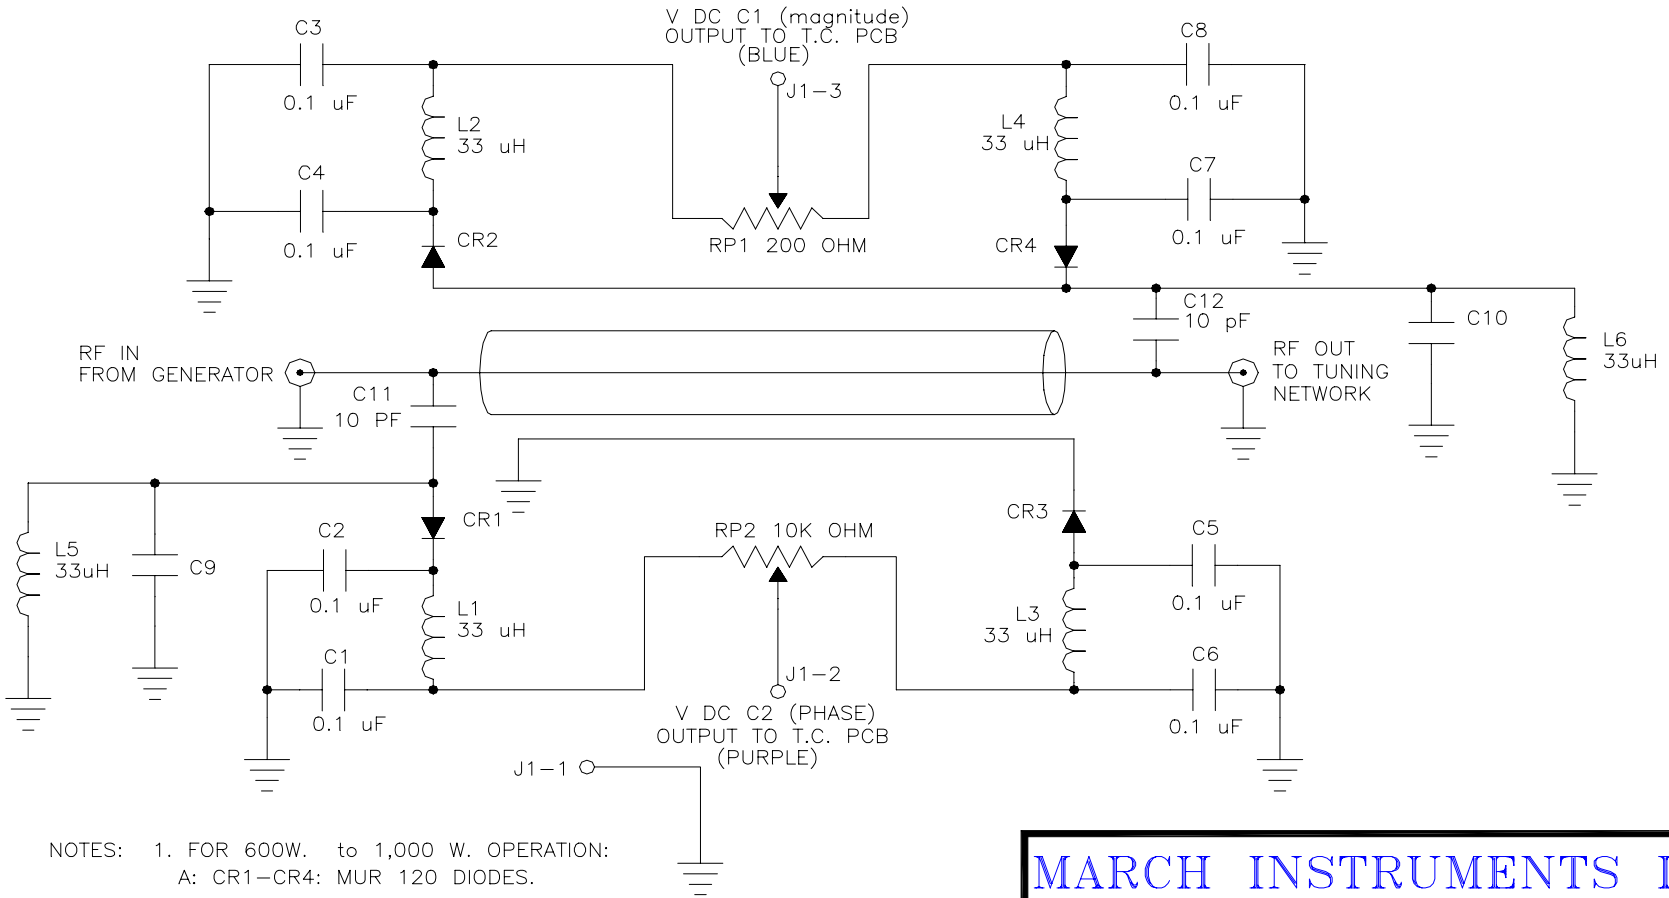 V DC C1 (magnitude)
OUTPUT TO T.C. PCB
(BLUE)
J1-3
C3
0.1 uF
L2
33 uH
C4
0.1 uF
CR2
RP1 200 OHM
L4
33 uH
C8
0.1 uF
C7
0.1 uF
CR4
C12
10 pF
C10
L6
33uH
RF IN
FROM GENERATOR
C11
10 PF
RF OUT
TO TUNING
NETWORK
L5
33uH
C9
C2
0.1 uF
CR1
L1
33 uH
C1
0.1 uF
RP2 10K OHM
CR3
L3
33 uH
C5
0.1 uF
C6
0.1 uF
J1-2
V DC C2 (PHASE)
OUTPUT TO T.C. PCB
(PURPLE)
J1-1
NOTES: 1. FOR 600W. to 1,000 W. OPERATION:
A: CR1-CR4: MUR 120 DIODES.
MARCH INSTRUMENTS